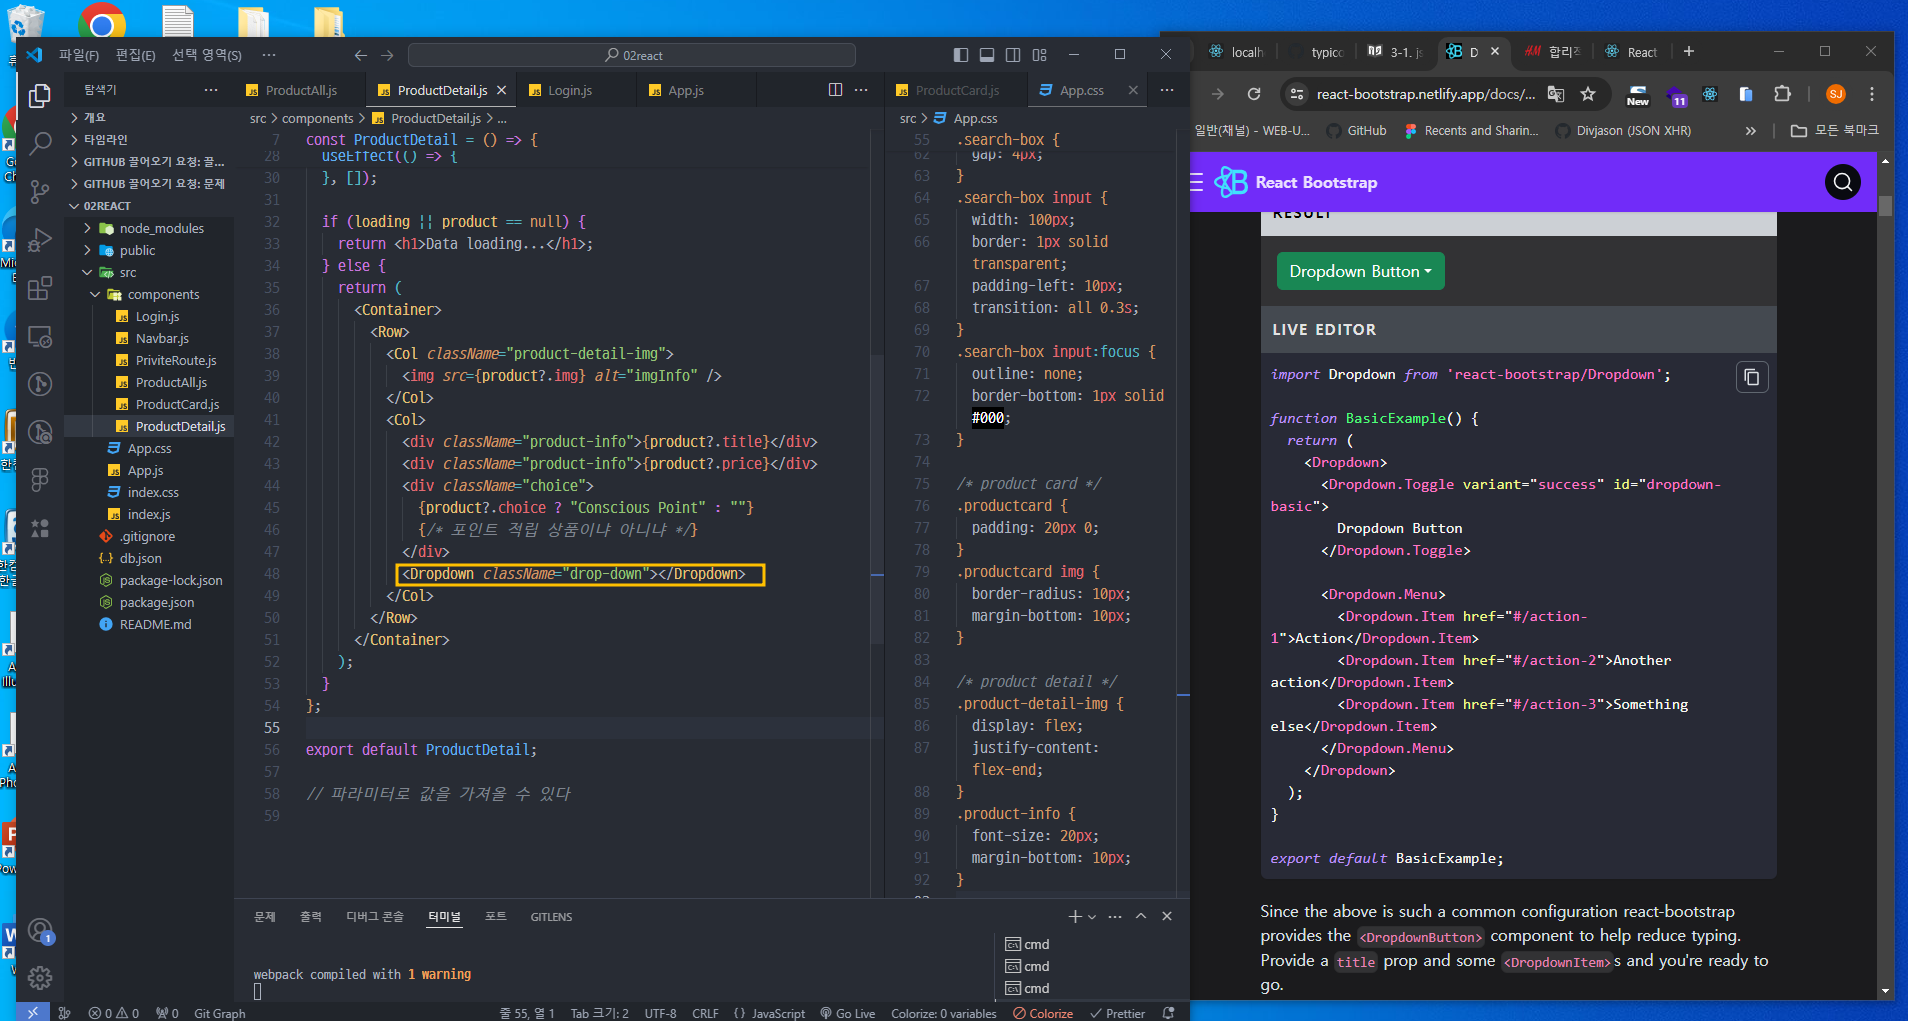 파일(F) 편집(E) 선택 영역(S) ···
02react
탐색기
개요
타임라인
GITHUB 끌어오기 요청: 끌...
GITHUB 끌어오기 요청: 문제
02REACT
node_modules
public
src
components
Login.js
Navbar.js
PriviteRoute.js
ProductAll.js
ProductCard.js
ProductDetail.js
App.css
App.js
index.css
index.js
.gitignore
db.json
package-lock.json
package.json
README.md
ProductAll.js ProductDetail.js Login.js App.js
src > components > ProductDetail.js > ...
7 const ProductDetail = () => {
28 useEffect(() => {
30 }, []);
31
32 if (loading || product == null) {
33 return <h1>Data loading...</h1>;
34 } else {
35 return (
36 <Container>
37 <Row>
38 <Col className="product-detail-img">
39 <img src={product?.img} alt="imgInfo" />
40 </Col>
41 <Col>
42 <div className="product-info">{product?.title}</div>
43 <div className="product-info">{product?.price}</div>
44 <div className="choice">
45 {product?.choice ? "Conscious Point" : ""}
46 {/* 포인트 적립 상품이냐 아니냐 */}
47 </div>
48 <Dropdown className="drop-down"></Dropdown>
49 </Col>
50 </Row>
51 </Container>
52 );
53 }
54 };
55
56 export default ProductDetail;
57
58 // 파라미터로 값을 가져올 수 있다
59
ProductCard.js App.css
src > App.css
55 .search-box {
62 gap: 4px;
63 }
64 .search-box input {
65 width: 100px;
66 border: 1px solid
transparent;
67 padding-left: 10px;
68 transition: all 0.3s;
69 }
70 .search-box input:focus {
71 outline: none;
72 border-bottom: 1px solid
#000;
73 }
74
75 /* product card */
76 .productcard {
77 padding: 20px 0;
78 }
79 .productcard img {
80 border-radius: 10px;
81 margin-bottom: 10px;
82 }
83
84 /* product detail */
85 .product-detail-img {
86 display: flex;
87 justify-content:
flex-end;
88 }
89 .product-info {
90 font-size: 20px;
91 margin-bottom: 10px;
92 }
문제 출력 디버그 콘솔 터미널 포트 GITLENS
webpack compiled with 1 warning
cmd
cmd
cmd
0 0 0 Git Graph 줄 55, 열 1 Tab 크기: 2 UTF-8 CRLF {} JavaScript Go Live Colorize: 0 variables Colorize Prettier
1
localh typico 3-1. js D H&M 합리적 React
react-bootstrap.netlify.app/docs/... New 11 SJ
일반(채널) - WEB-U... GitHub Recents and Sharin... Divjason (JSON XHR) » 모든 북마크
React Bootstrap
RESULT
Dropdown Button
LIVE EDITOR
import Dropdown from 'react-bootstrap/Dropdown';
function BasicExample() {
return (
<Dropdown>
<Dropdown.Toggle variant="success" id="dropdown-
basic">
Dropdown Button
</Dropdown.Toggle>
<Dropdown.Menu>
<Dropdown.Item href="#/action-
1">Action</Dropdown.Item>
<Dropdown.Item href="#/action-2">Another
action</Dropdown.Item>
<Dropdown.Item href="#/action-3">Something
else</Dropdown.Item>
</Dropdown.Menu>
</Dropdown>
);
}
export default BasicExample;
Since the above is such a common configuration react-bootstrap
provides the <DropdownButton> component to help reduce typing.
Provide a title prop and some <DropdownItem>s and you're ready to
go.